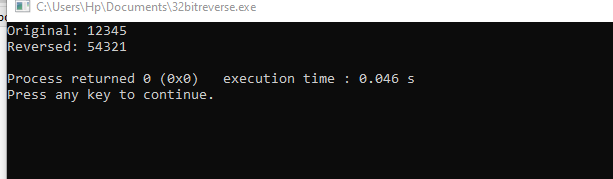 C:\Users\Hp\Documents\32bitreverse.exe
Original: 12345
Reversed: 54321
Process returned 0 (0x0)   execution time : 0.046 s
Press any key to continue.